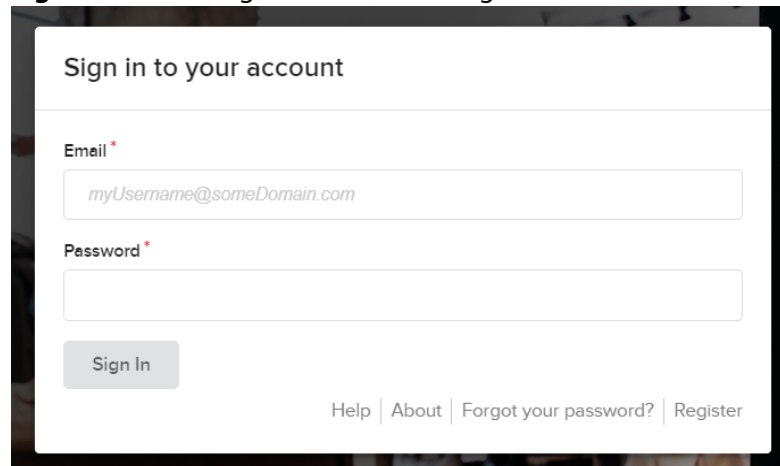 Sign in to your account
Email *
myUsername@someDomain.com
Password *
Sign In
Help | About | Forgot your password? | Register